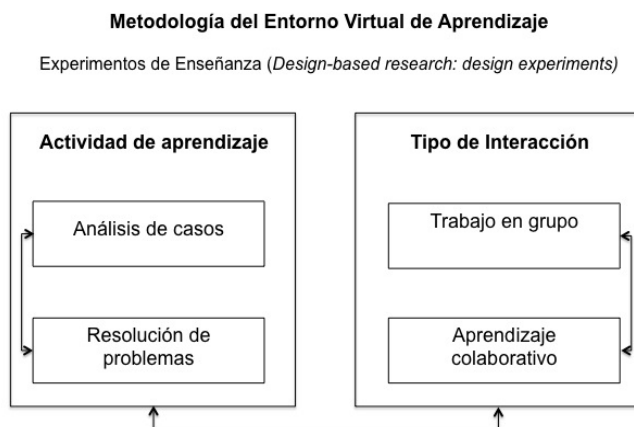 Metodología del Entorno Virtual de Aprendizaje
Experimentos de Enseñanza (Design-based research: design experiments)
Actividad de aprendizaje
Análisis de casos
Resolución de
problemas
Tipo de Interacción
Trabajo en grupo
Aprendizaje
colaborativo